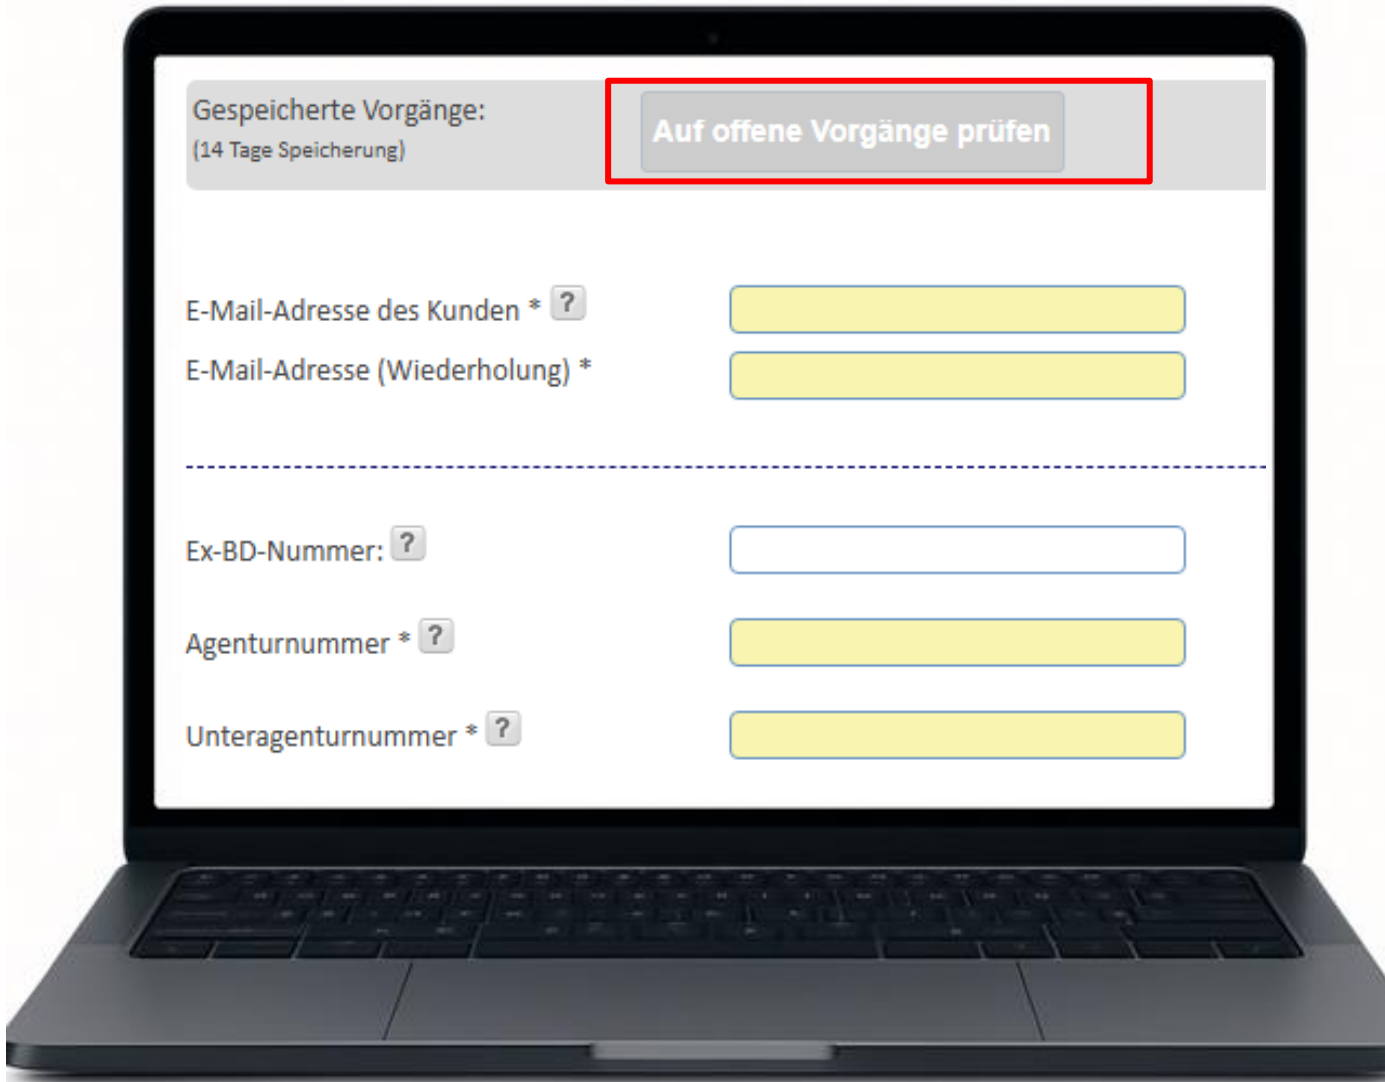 Gespeicherte Vorgänge:
(14 Tage Speicherung)
Auf offene Vorgänge prüfen
E-Mail-Adresse des Kunden * ?
E-Mail-Adresse (Wiederholung) *
Ex-BD-Nummer: ?
Agenturnummer * ?
Unteragenturnummer * ?